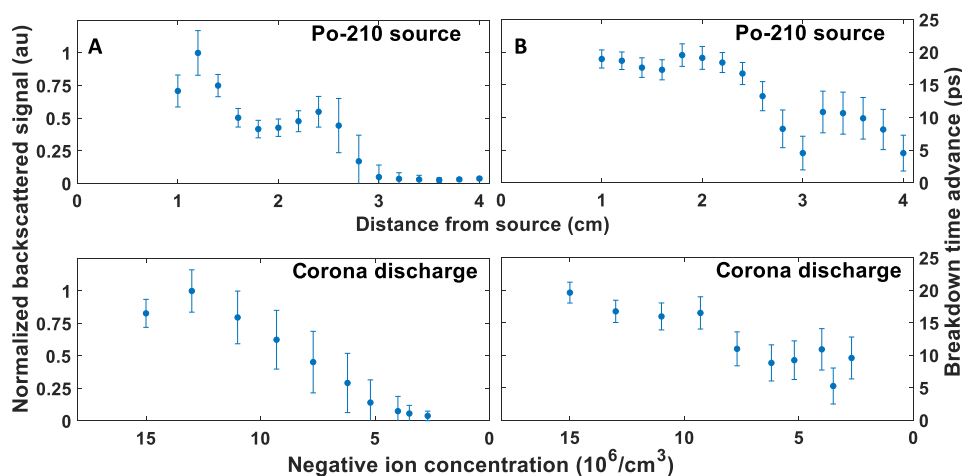 A
Po-210 source
B
Po-210 source
Normalized backscattered signal (au)
1
0.75
0.5
0.25
0
0 1 2 3 4
25
20
15
10
5
0
0 1 2 3 4
Distance from source (cm)
Breakdown time advance (ps)
Corona discharge
Corona discharge
1
0.75
0.5
0.25
0
15 10 5 0
25
20
15
10
5
0
15 10 5 0
Negative ion concentration (10⁶/cm³)